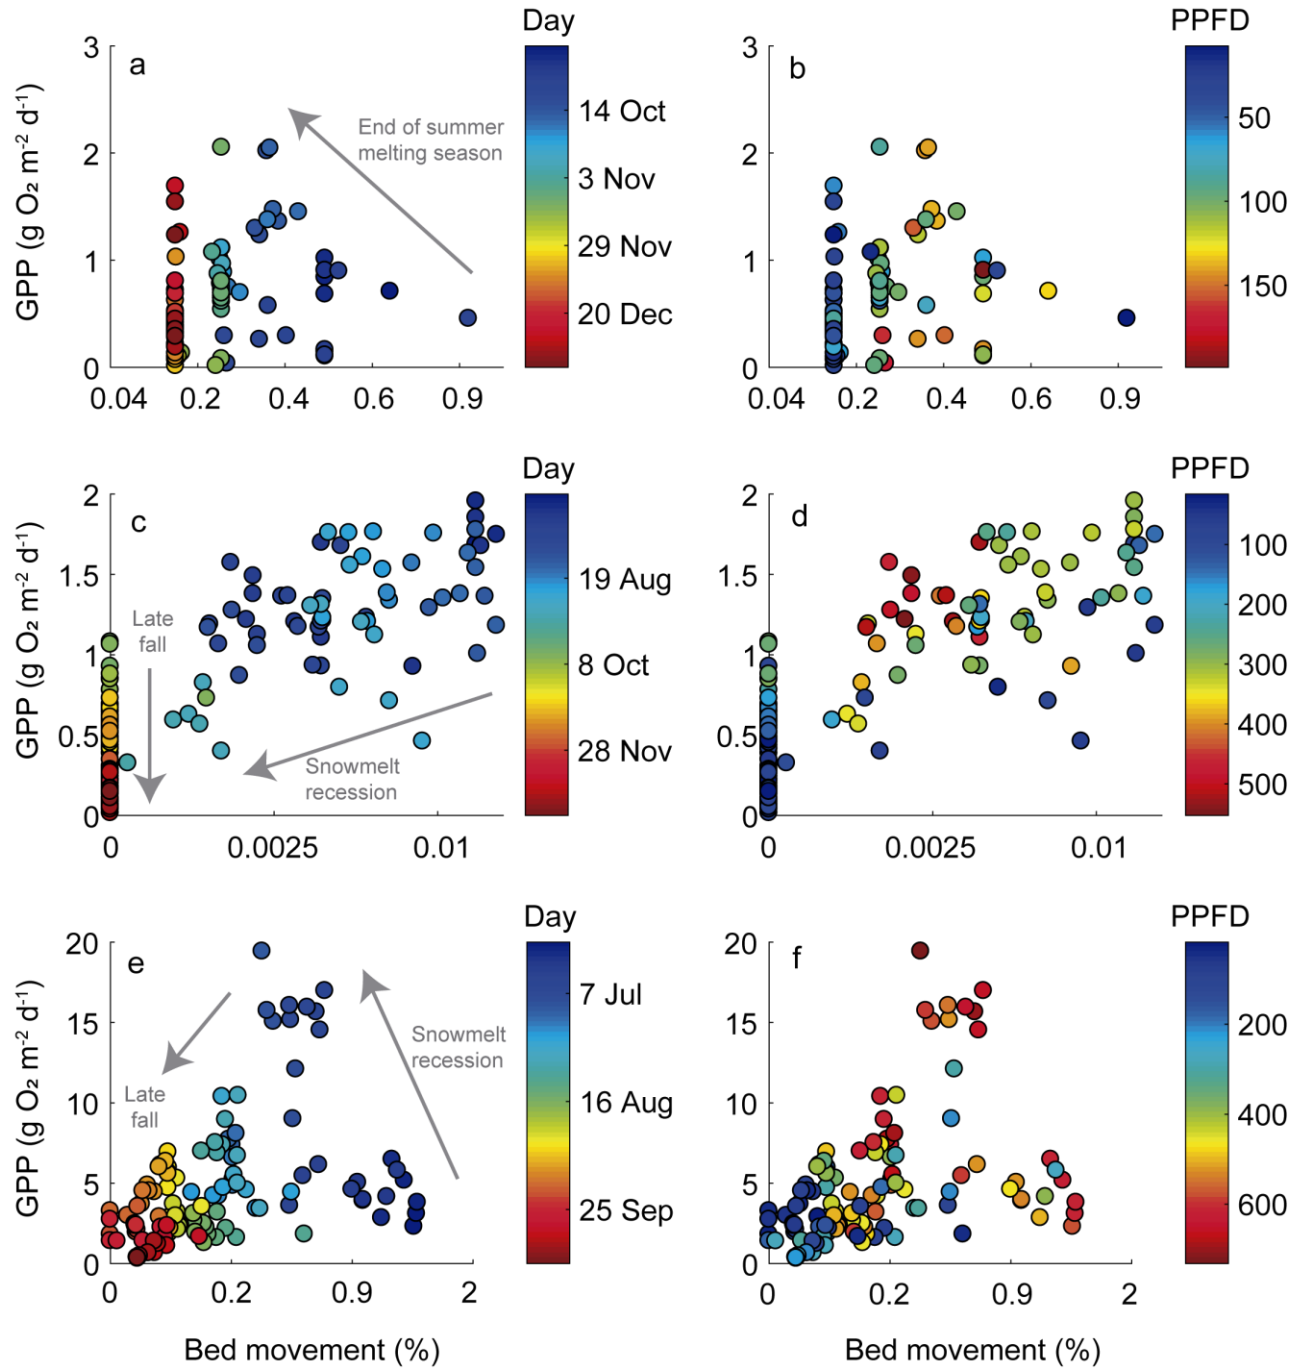 Day
PPFD
3
2
1
0
GPP (g O₂ m⁻² d⁻¹)
a
End of summer
melting season
0.04
0.2
0.4
0.6
0.9
14 Oct
3 Nov
29 Nov
20 Dec
3
2
1
0
b
0.04
0.2
0.4
0.6
0.9
50
100
150
Day
PPFD
2
1.5
1
0.5
0
GPP (g O₂ m⁻² d⁻¹)
c
Late
fall
Snowmelt
recession
0
0.0025
0.01
19 Aug
8 Oct
28 Nov
2
1.5
1
0.5
0
d
0
0.0025
0.01
100
200
300
400
500
Day
PPFD
20
15
10
5
0
GPP (g O₂ m⁻² d⁻¹)
e
Late
fall
Snowmelt
recession
0
0.2
0.9
2
Bed movement (%)
7 Jul
16 Aug
25 Sep
20
15
10
5
0
f
0
0.2
0.9
2
Bed movement (%)
200
400
600